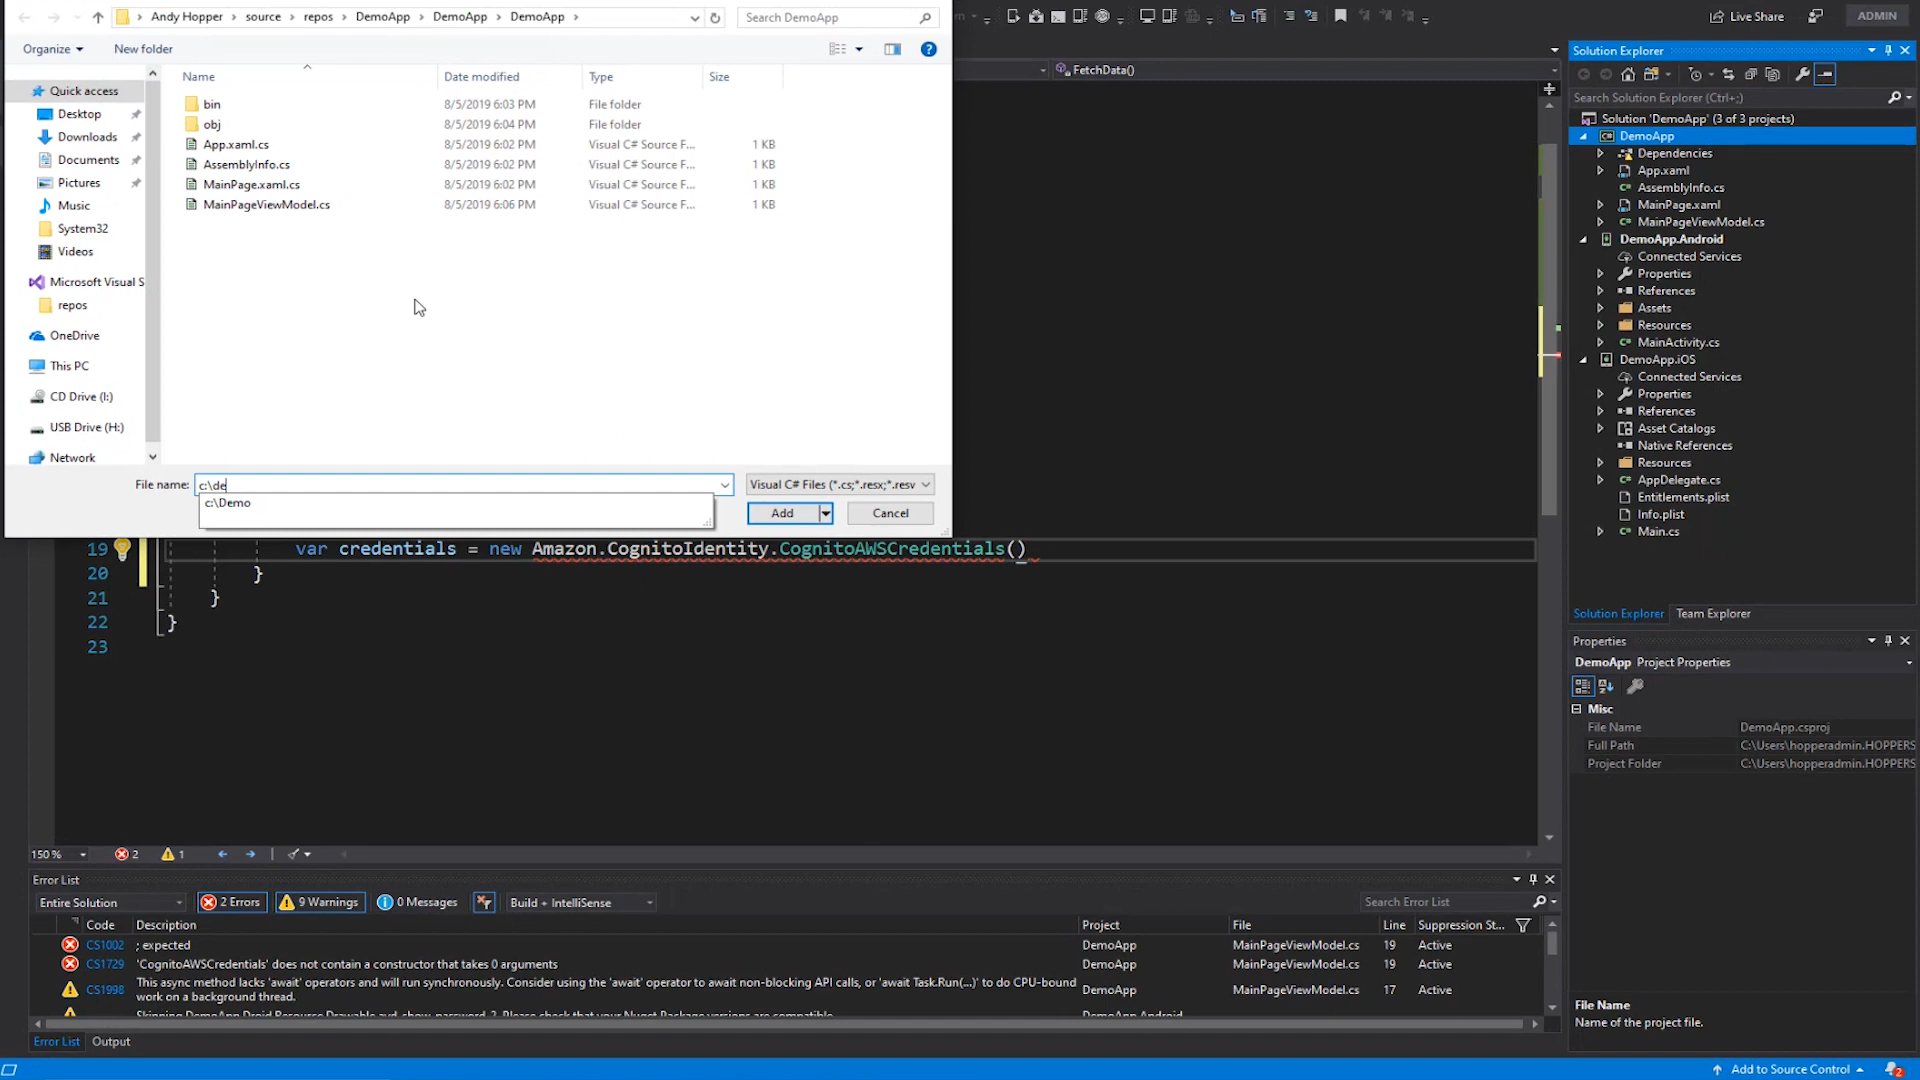 Andy Hopper > source > repos > DemoApp > DemoApp > DemoApp >
Search DemoApp
Organize
New folder
Name
Date modified
Type
Size
Quick access
Desktop
Downloads
Documents
Pictures
Music
System32
Videos
Microsoft Visual S
repos
OneDrive
This PC
CD Drive (I:)
USB Drive (H:)
Network
bin 8/5/2019 6:03 PM File folder
obj 8/5/2019 6:04 PM File folder
App.xaml.cs 8/5/2019 6:02 PM Visual C# Source F... 1 KB
AssemblyInfo.cs 8/5/2019 6:02 PM Visual C# Source F... 1 KB
MainPage.xaml.cs 8/5/2019 6:02 PM Visual C# Source F... 1 KB
MainPageViewModel.cs 8/5/2019 6:06 PM Visual C# Source F... 1 KB
File name: c:\de
Visual C# Files (*.cs;*.resx;*.resv
c:\Demo
Add
Cancel
Live Share
ADMIN
FetchData()
19 var credentials = new Amazon.CognitoIdentity.CognitoAWSCredentials()
20 }
21 }
22 }
23
150 %
2
1
Solution Explorer
Search Solution Explorer (Ctrl+;)
Solution 'DemoApp' (3 of 3 projects)
DemoApp
Dependencies
App.xaml
AssemblyInfo.cs
MainPage.xaml
MainPageViewModel.cs
DemoApp.Android
Connected Services
Properties
References
Assets
Resources
MainActivity.cs
DemoApp.iOS
Connected Services
Properties
References
Asset Catalogs
Native References
Resources
AppDelegate.cs
Entitlements.plist
Info.plist
Main.cs
Solution Explorer
Team Explorer
Properties
DemoApp Project Properties
Misc
File Name DemoApp.csproj
Full Path C:\Users\hopperadmin.HOPPERS
Project Folder C:\Users\hopperadmin.HOPPERS
File Name
Name of the project file.
Error List
Entire Solution
2 Errors
9 Warnings
0 Messages
Build + IntelliSense
Search Error List
Code Description Project File Line Suppression St...
CS1002 ; expected DemoApp MainPageViewModel.cs 19 Active
CS1729 'CognitoAWSCredentials' does not contain a constructor that takes 0 arguments DemoApp MainPageViewModel.cs 19 Active
CS1998 This async method lacks 'await' operators and will run synchronously. Consider using the 'await' operator to await non-blocking API calls, or 'await Task.Run(...)' to do CPU-bound work on a background thread. DemoApp MainPageViewModel.cs 17 Active
Error List
Output
Add to Source Control
2